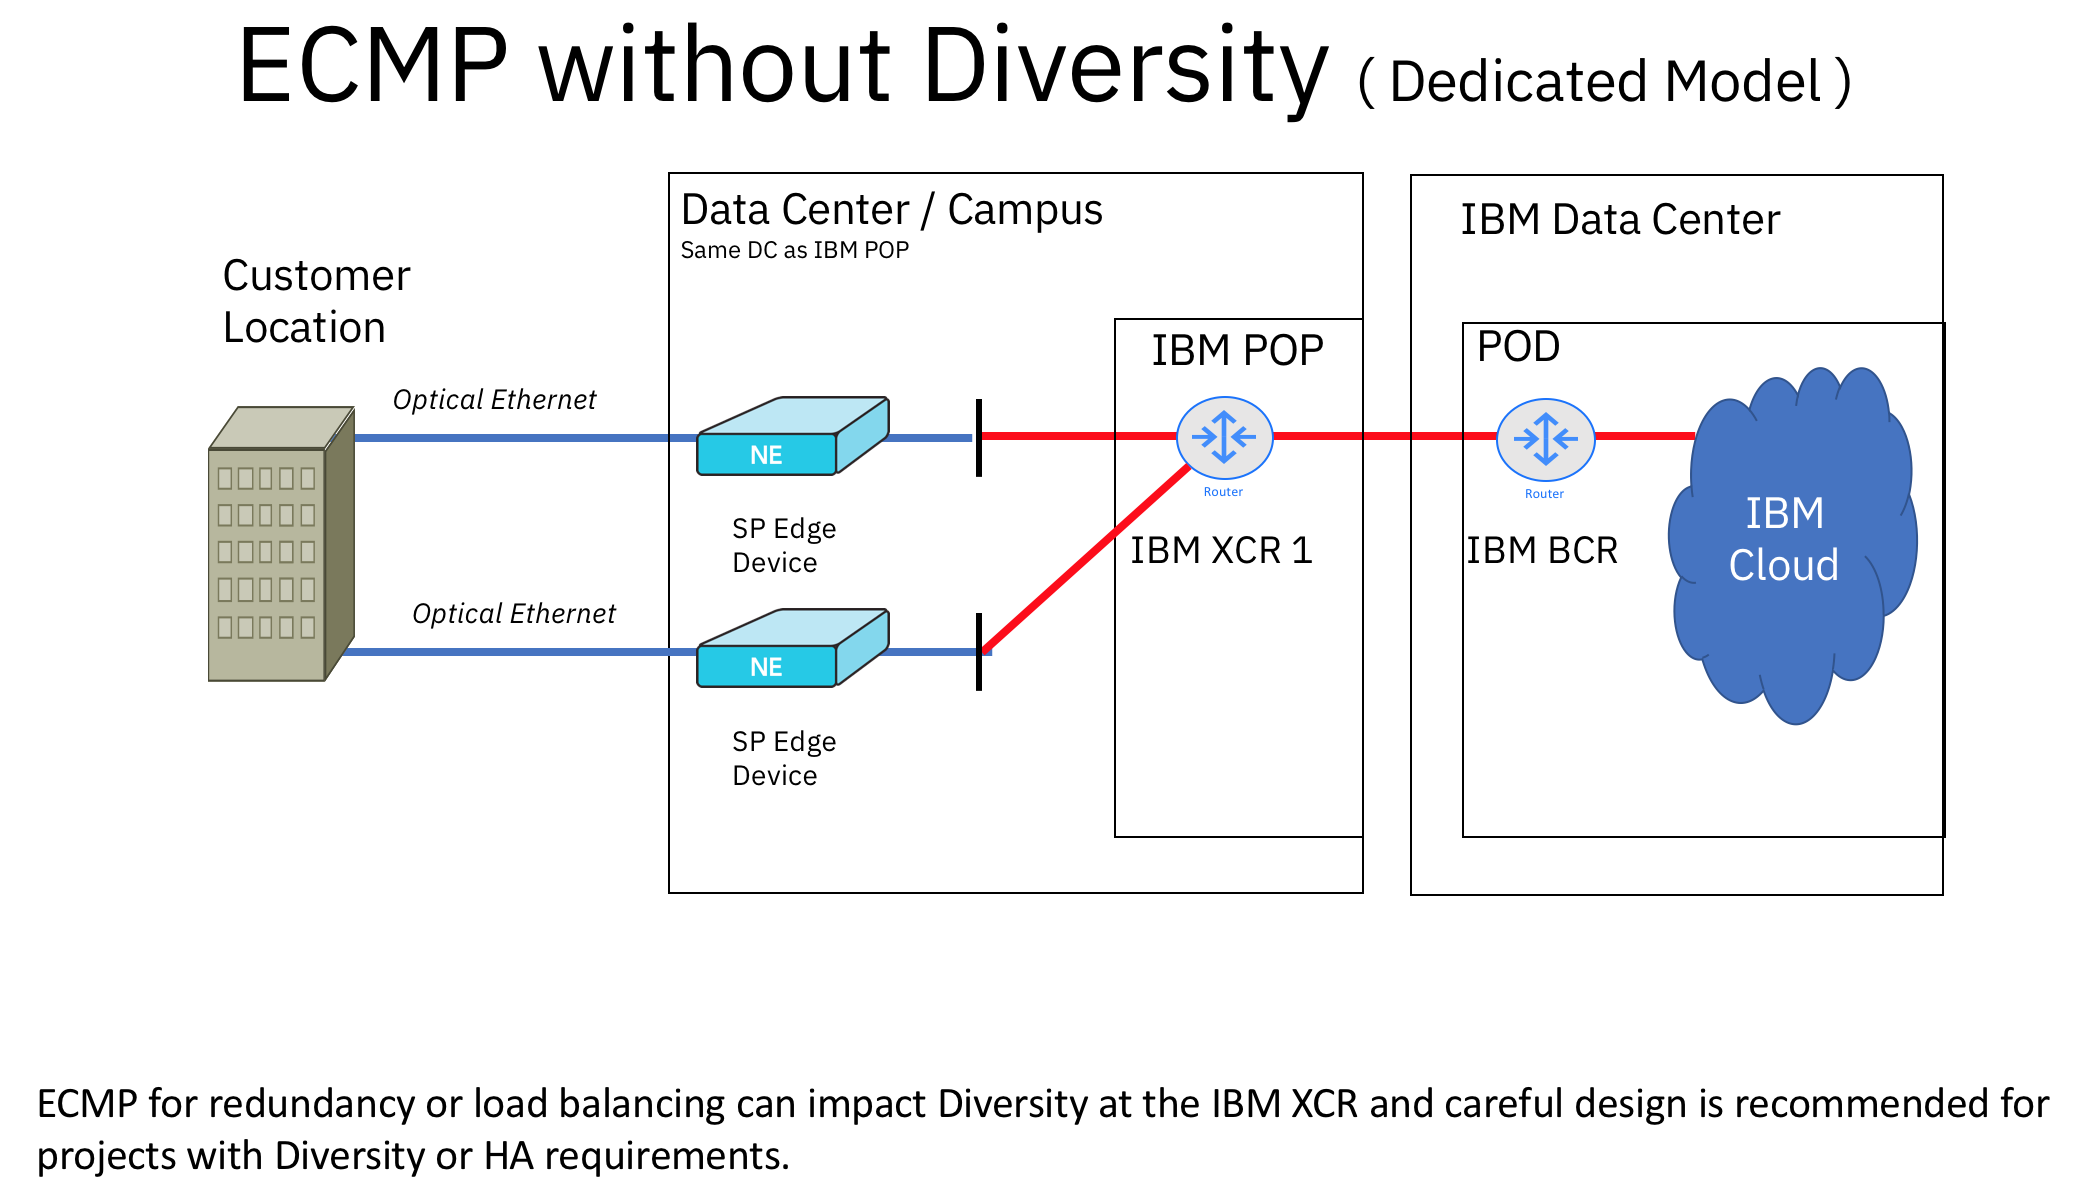 ECMP without Diversity ( Dedicated Model )
Data Center / Campus
Same DC as IBM POP
IBM Data Center
Customer
Location
IBM POP
POD
Optical Ethernet
NE
Router
Router
SP Edge
Device
IBM XCR 1
IBM BCR
IBM
Cloud
Optical Ethernet
NE
SP Edge
Device
ECMP for redundancy or load balancing can impact Diversity at the IBM XCR and careful design is recommended for
projects with Diversity or HA requirements.